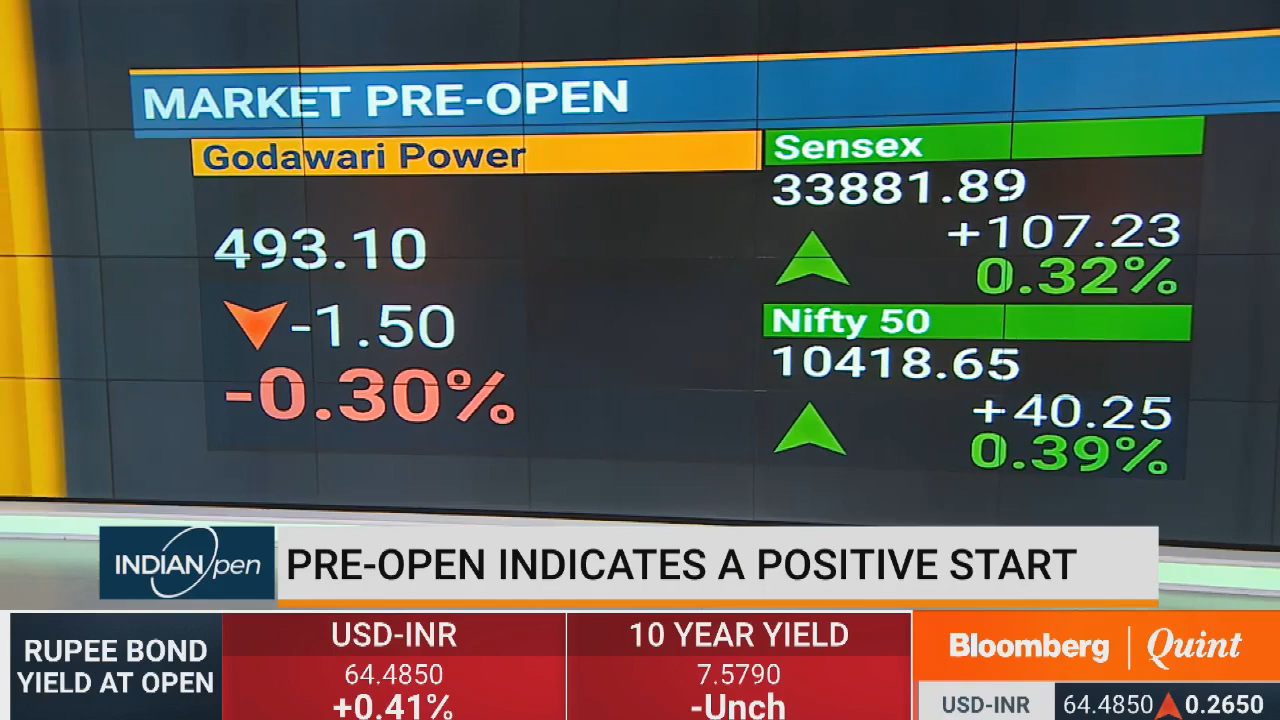 MARKET PRE-OPEN
Godawari Power
493.10
-1.50
-0.30%
Sensex
33881.89
+107.23
0.32%
Nifty 50
10418.65
+40.25
0.39%
INDIAN Open
PRE-OPEN INDICATES A POSITIVE START
RUPEE BOND
YIELD AT OPEN
USD-INR
64.4850
+0.41%
10 YEAR YIELD
7.5790
-Unch
Bloomberg | Quint
USD-INR
64.4850 0.2650